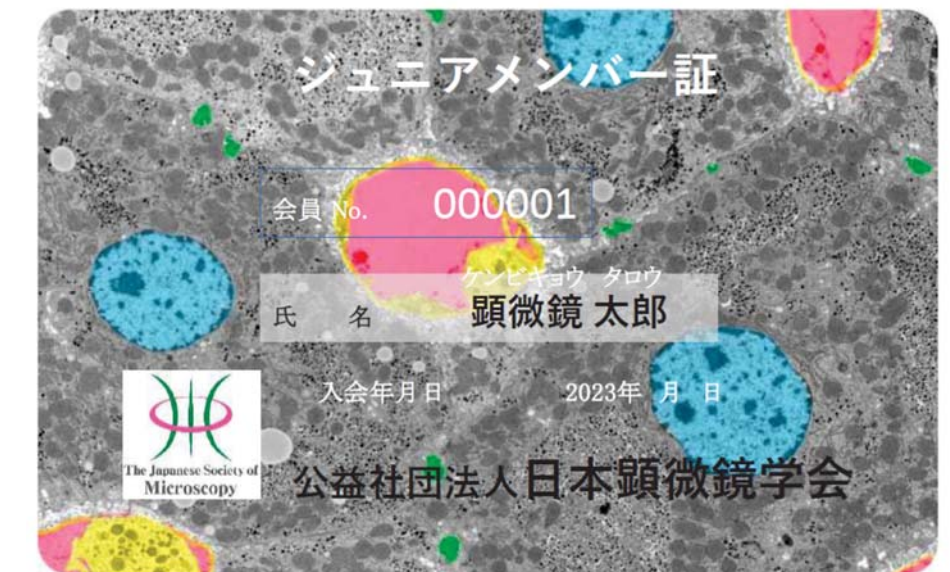 ジュニアメンバー証
会員 No. 000001
ケンビキョウ タロウ
氏 名 顕微鏡 太郎
入会年月日 2023年 月 日
The Japanese Society of
Microscopy
公益社団法人日本顕微鏡学会